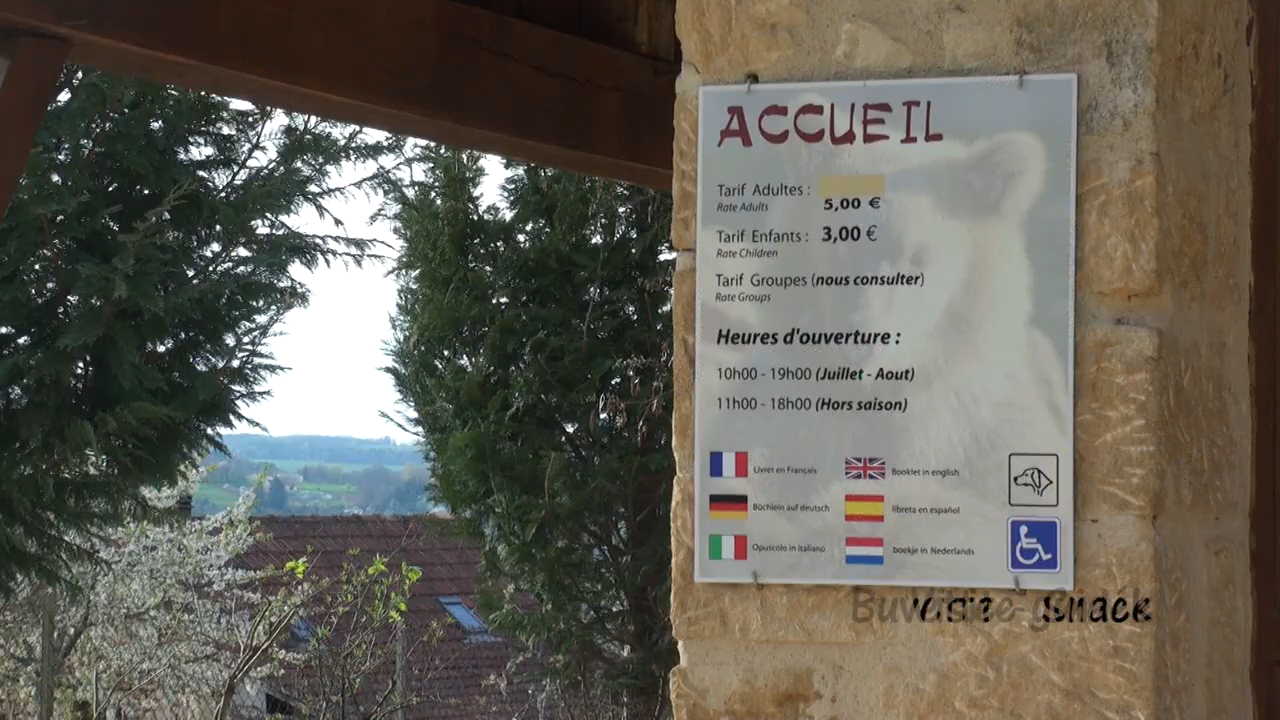 ACCUEIL
Tarif Adultes :
Rate Adults
5,00 €
Tarif Enfants : 3,00 €
Rate Children
Tarif Groupes (nous consulter)
Rate Groups
Heures d'ouverture :
10h00 - 19h00 (Juillet - Aout)
11h00 - 18h00 (Hors saison)
Livret en Français
Booklet in english
Büchlein auf deutsch
libreta en español
Opuscolo in italiano
boekje in Nederlands
snack